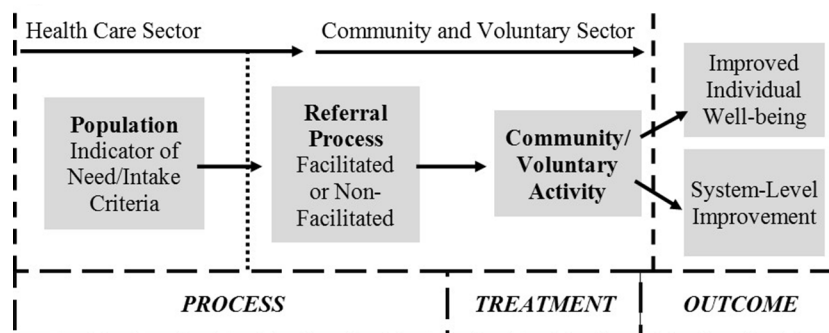 Health Care Sector
Community and Voluntary Sector
Population
Indicator of
Need/Intake
Criteria
Referral
Process
Facilitated
or Non-
Facilitated
Community/
Voluntary
Activity
Improved
Individual
Well-being
System-Level
Improvement
PROCESS
TREATMENT
OUTCOME